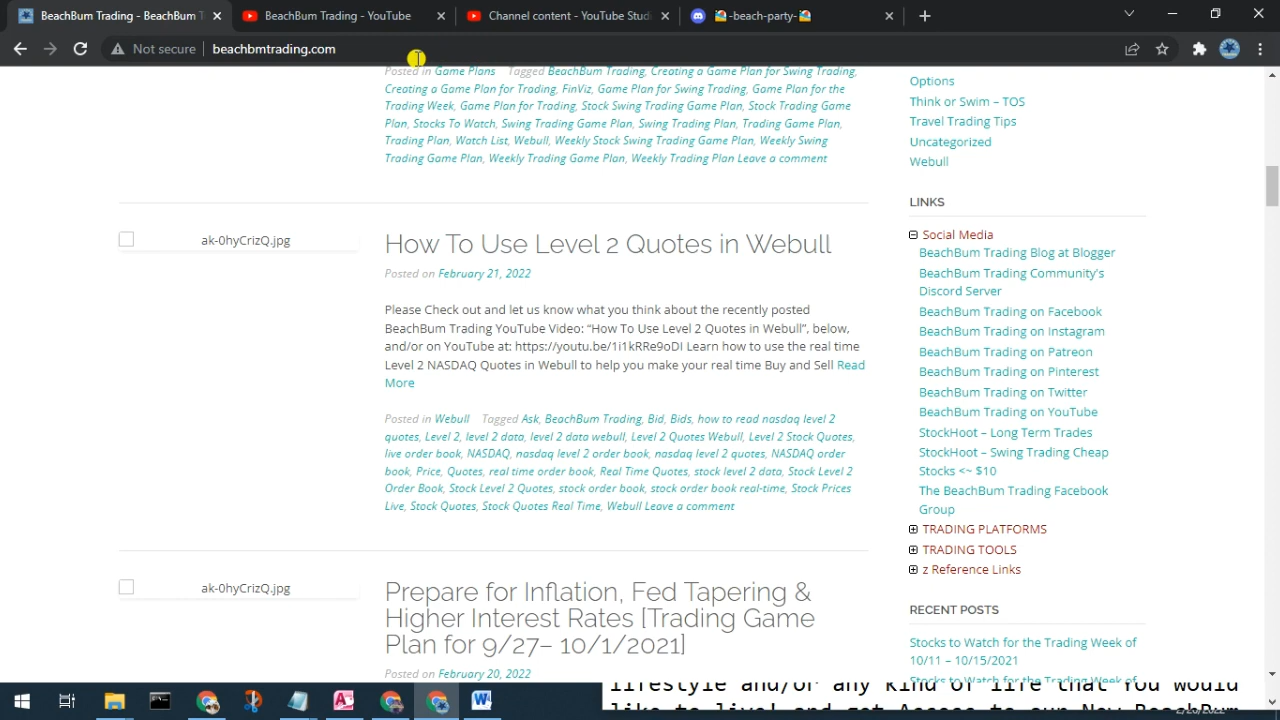 BeachBum Trading - BeachBum T
BeachBum Trading - YouTube
Channel content - YouTube Stud
-beach-party-
Not secure
beachbmtrading.com
Posted in Game Plans Tagged BeachBum Trading, Creating a Game Plan for Swing Trading,
Creating a Game Plan for Trading, FinViz, Game Plan for Swing Trading, Game Plan for the
Trading Week, Game Plan for Trading, Stock Swing Trading Game Plan, Stock Trading Game
Plan, Stocks To Watch, Swing Trading Game Plan, Swing Trading Plan, Trading Game Plan,
Trading Plan, Watch List, Webull, Weekly Stock Swing Trading Game Plan, Weekly Swing
Trading Game Plan, Weekly Trading Game Plan, Weekly Trading Plan Leave a comment
ak-0hyCrizQ.jpg
How To Use Level 2 Quotes in Webull
Posted on February 21, 2022
Please Check out and let us know what you think about the recently posted
BeachBum Trading YouTube Video: “How To Use Level 2 Quotes in Webull”, below,
and/or on YouTube at: https://youtu.be/1i1kRRe9oDI Learn how to use the real time
Level 2 NASDAQ Quotes in Webull to help you make your real time Buy and Sell Read
More
Posted in Webull Tagged Ask, BeachBum Trading, Bid, Bids, how to read nasdaq level 2
quotes, Level 2, level 2 data, level 2 data webull, Level 2 Quotes Webull, Level 2 Stock Quotes,
live order book, NASDAQ, nasdaq level 2 order book, nasdaq level 2 quotes, NASDAQ order
book, Price, Quotes, real time order book, Real Time Quotes, stock level 2 data, Stock Level 2
Order Book, Stock Level 2 Quotes, stock order book, stock order book real-time, Stock Prices
Live, Stock Quotes, Stock Quotes Real Time, Webull Leave a comment
ak-0hyCrizQ.jpg
Prepare for Inflation, Fed Tapering &
Higher Interest Rates [Trading Game
Plan for 9/27– 10/1/2021]
Posted on February 20, 2022
Options
Think or Swim – TOS
Travel Trading Tips
Uncategorized
Webull
LINKS
Social Media
BeachBum Trading Blog at Blogger
BeachBum Trading Community's
Discord Server
BeachBum Trading on Facebook
BeachBum Trading on Instagram
BeachBum Trading on Patreon
BeachBum Trading on Pinterest
BeachBum Trading on Twitter
BeachBum Trading on YouTube
StockHoot – Long Term Trades
StockHoot – Swing Trading Cheap
Stocks <~ $10
The BeachBum Trading Facebook
Group
TRADING PLATFORMS
TRADING TOOLS
z Reference Links
RECENT POSTS
Stocks to Watch for the Trading Week of
10/11 – 10/15/2021
Stocks to Watch for the Trading Week of
lifestyle and/or any kind of life that You would
like to live! and get Access to our New BeachBum